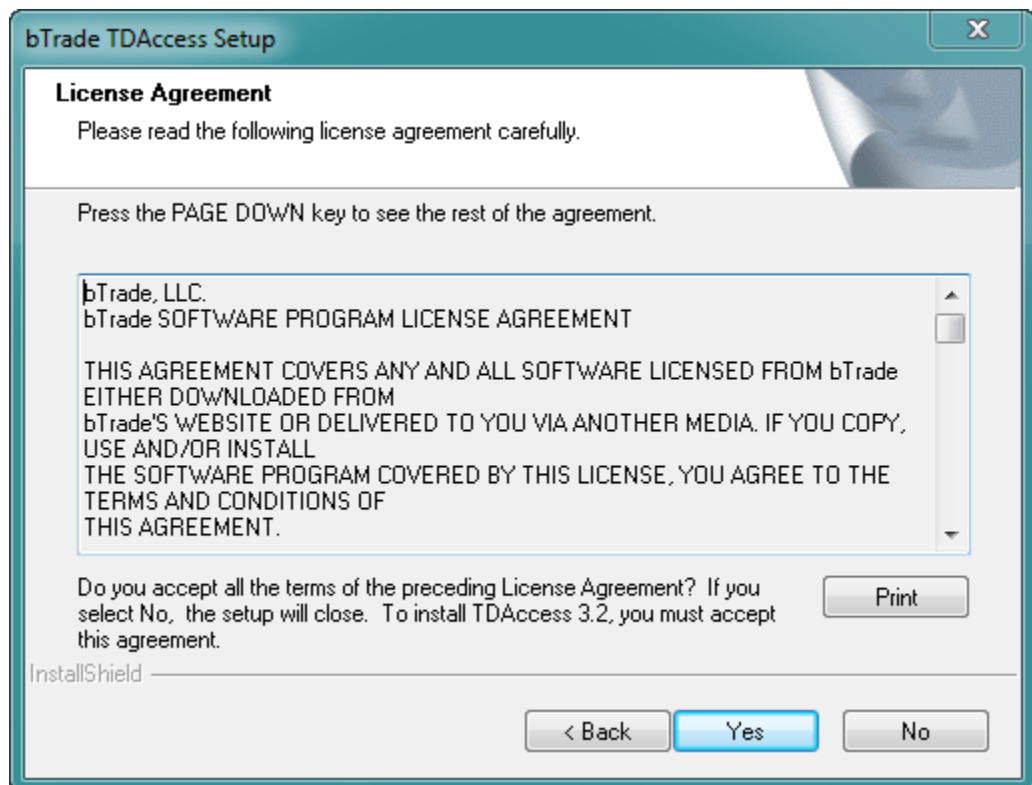 bTrade TDAccess Setup
License Agreement
Please read the following license agreement carefully.
Press the PAGE DOWN key to see the rest of the agreement.
bTrade, LLC.
bTrade SOFTWARE PROGRAM LICENSE AGREEMENT
THIS AGREEMENT COVERS ANY AND ALL SOFTWARE LICENSED FROM bTrade
EITHER DOWNLOADED FROM
bTrade'S WEBSITE OR DELIVERED TO YOU VIA ANOTHER MEDIA. IF YOU COPY,
USE AND/OR INSTALL
THE SOFTWARE PROGRAM COVERED BY THIS LICENSE, YOU AGREE TO THE
TERMS AND CONDITIONS OF
THIS AGREEMENT.
Do you accept all the terms of the preceding License Agreement?  If you
select No,  the setup will close.  To install TDAccess 3.2, you must accept
this agreement.
Print
InstallShield
< Back
Yes
No